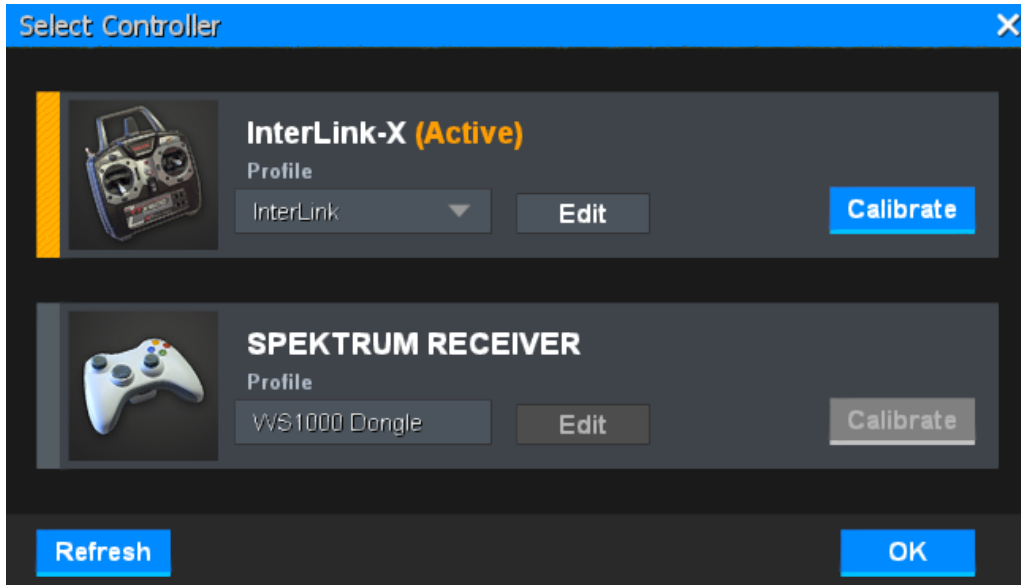 Select Controller
InterLink-X (Active)
Profile
InterLink
Edit
Calibrate
SPEKTRUM RECEIVER
Profile
WS1000 Dongle
Edit
Calibrate
Refresh
OK